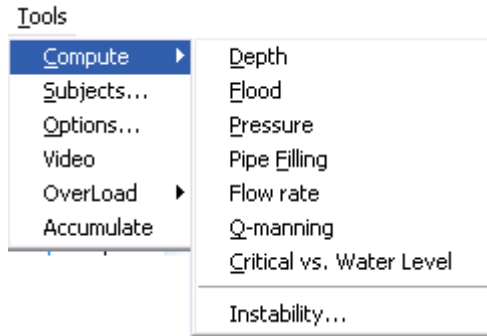 Tools
Compute
Subjects...
Options...
Video
OverLoad
Accumulate
Depth
Flood
Pressure
Pipe Filling
Flow rate
Q-manning
Critical vs. Water Level
Instability...